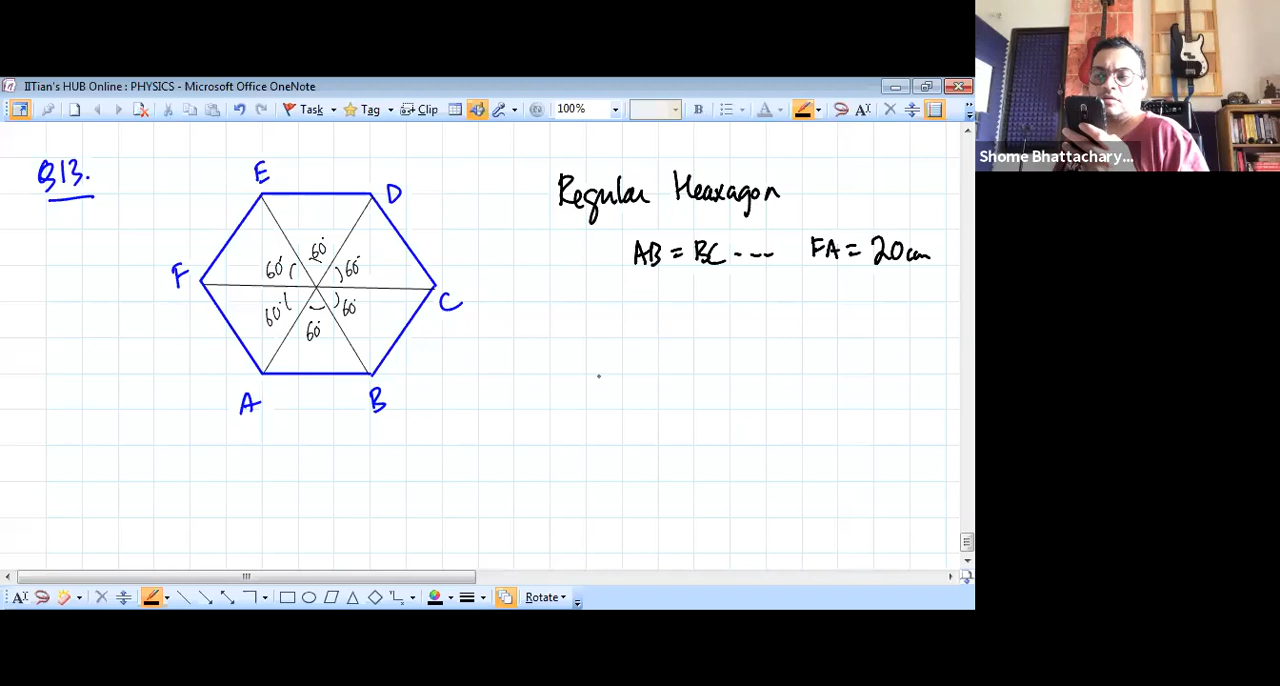 IITian's HUB Online : PHYSICS - Microsoft Office OneNote
Task Tag Clip 100% B A A
Q13.
E
D
Regular Heaxagon
AB = BC ---- FA = 20cm
60° 60° 60°
F
C
60° 60° 60°
A
B
Shome Bhattachary...
A Rotate